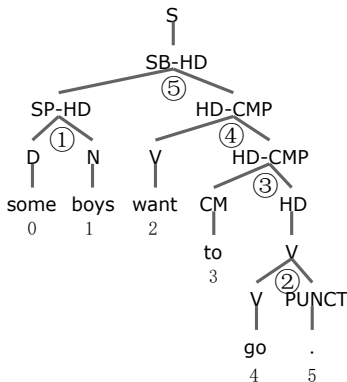 S
SB-HD
⑤
SP-HD HD-CMP
① ④
D N V HD-CMP
③
some boys want CM HD
0 1 2
to V
3 ②
V PUNCT
go .
4 5